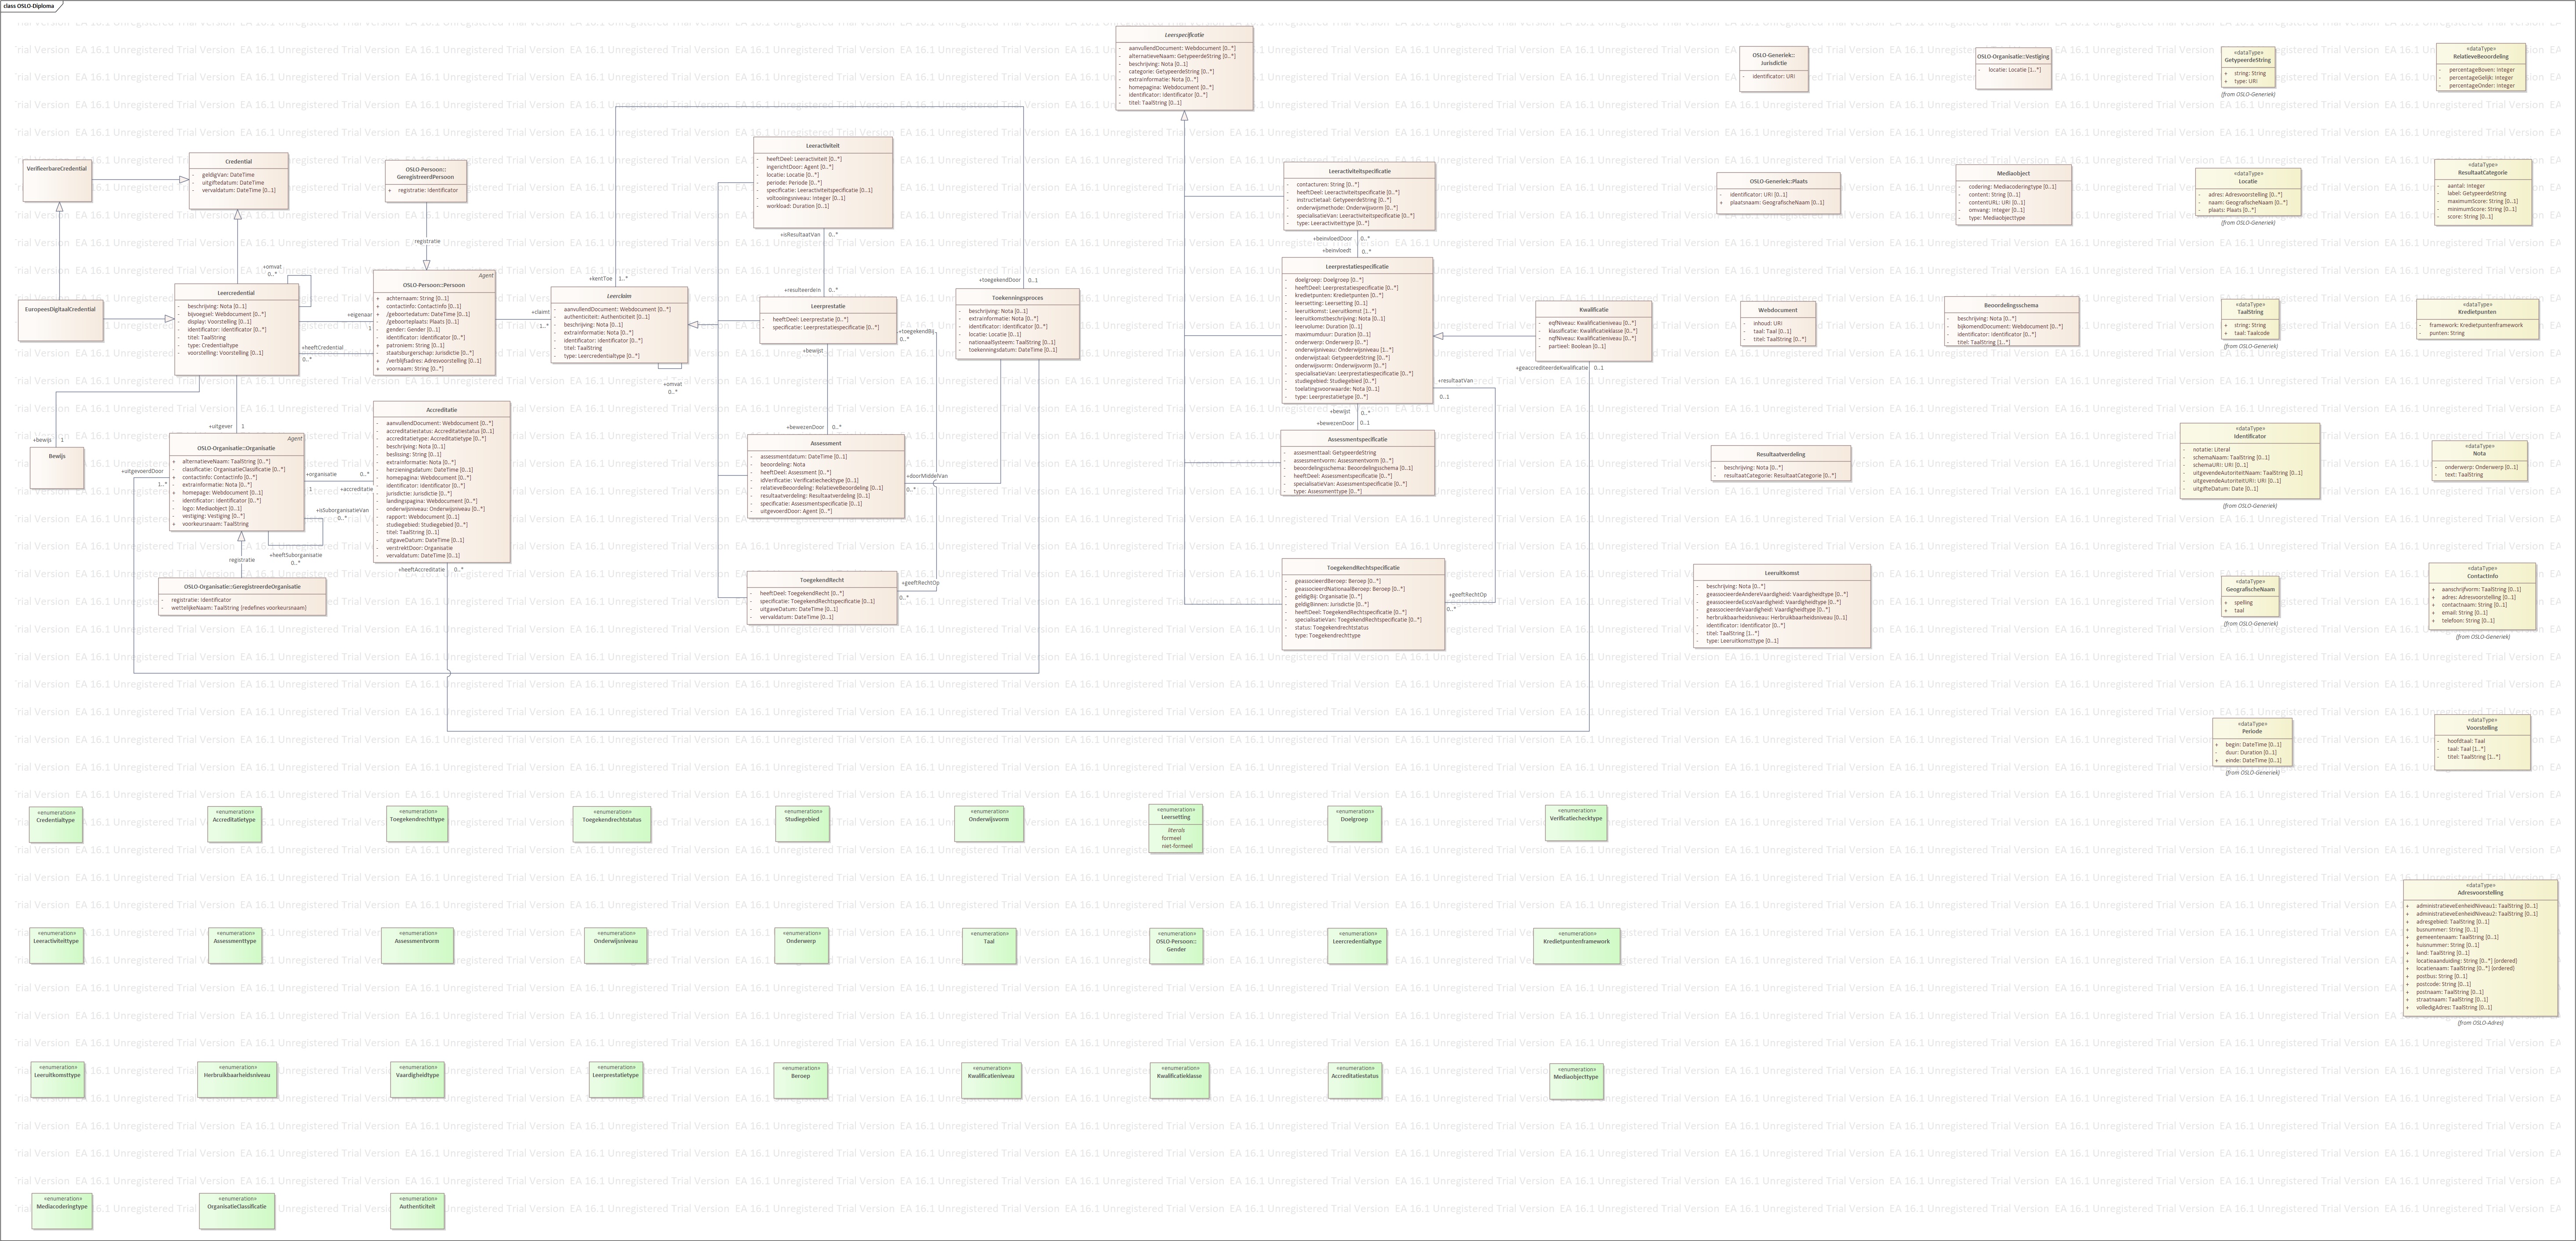 class OSLO-Diploma
Leerspecificatie
- aanvullendDocument: Webdocument [0..*]
- alternatieveNaam: GetypeerdeString [0..*]
- beschrijving: Nota [0..1]
- categorie: GetypeerdeString [0..*]
- extrainformatie: Nota [0..*]
- homepagina: Webdocument [0..*]
- identificator: Identificator [0..*]
- titel: TaalString [0..1]
OSLO-Generiek::
Jurisdictie
- identificator: URI
OSLO-Organisatie::Vestiging
- locatie: Locatie [1..*]
«dataType»
GetypeerdeString
+ string: String
+ type: URI
(from OSLO-Generiek)
«dataType»
RelatieveBeoordeling
- percentageBoven: Integer
- percentageGelijk: Integer
- percentageOnder: Integer
VerifieerbareCredential
Credential
- geldigVan: DateTime
- uitgiftedatum: DateTime
- vervaldatum: DateTime [0..1]
OSLO-Persoon::
GeregistreerdPersoon
+ registratie: Identificator
Leeractiviteit
- heeftDeel: Leeractiviteit [0..*]
- ingerichtDoor: Agent [0..*]
- locatie: Locatie [0..*]
- periode: Periode [0..*]
- specificatie: Leeractiviteitspecificatie [0..1]
- voltooingsniveau: Integer [0..1]
- workload: Duration [0..1]
Leeractiviteitspecificatie
- contacturen: String [0..*]
- heeftDeel: Leeractiviteitspecificatie [0..*]
- instructietaal: GetypeerdeString [0..*]
- onderwijsmethode: Onderwijsvorm [0..*]
- specialisatieVan: Leeractiviteitspecificatie [0..*]
- type: Leeractiviteittype [0..*]
OSLO-Generiek::Plaats
- identificator: URI [0..1]
+ plaatsnaam: GeografischeNaam [0..1]
Mediaobject
- codering: Mediacoderingtype [0..1]
- content: String [0..1]
- contentURL: URI [0..1]
- omvang: Integer [0..1]
- type: Mediaobjecttype
«dataType»
Locatie
- adres: Adresvoorstelling [0..*]
- naam: GeografischeNaam [0..*]
- plaats: Plaats [0..*]
(from OSLO-Generiek)
«dataType»
ResultaatCategorie
- aantal: Integer
- label: GetypeerdeString
- maximumScore: String [0..1]
- minimumScore: String [0..1]
- score: String [0..1]
registratie
+isResultaatVan 0..*
+resulteerdein 0..*
+beinvloedDoor 0..*
+beinvloedt 0..*
+omvat
0..*
+kentToe 1..*
+toegekendDoor 0..1
EuropeesDigitaalCredential
Leercredential
- beschrijving: Nota [0..1]
- bijvoegsel: Webdocument [0..*]
- display: Voorstelling [0..1]
- identificator: Identificator [0..*]
- titel: TaalString
- type: Credentialtype
- voorstelling: Voorstelling [0..*]
+eigenaar
1
+heeftCredential
0..*
Agent
OSLO-Persoon::Persoon
+ achternaam: String [0..1]
+ contactinfo: ContactInfo [0..1]
+ /geboortedatum: DateTime [0..1]
+ /geboorteplaats: Plaats [0..1]
- gender: Gender [0..1]
- identificator: Identificator [0..*]
+ patroniem: String [0..1]
- staatsburgerschap: Jurisdictie [0..*]
+ /verblijfadres: Adresvoorstelling [0..*]
+ voornaam: String [0..*]
+claimt
1..*
Leerclaim
- aanvullendDocument: Webdocument [0..*]
- authenticiteit: Authenticiteit [0..*]
- beschrijving: Nota [0..1]
- extrainformatie: Nota [0..*]
- identificator: Identificator [0..*]
- titel: TaalString
- type: Leercredentialtype [0..*]
+omvat
0..*
Leerprestatie
- heeftDeel: Leerprestatie [0..*]
- specificatie: Leerprestatiespecificatie [0..1]
+toegekendBij
0..*
Toekenningsproces
- beschrijving: Nota [0..1]
- extrainformatie: Nota [0..*]
- identificator: Identificator [0..*]
- locatie: Locatie [0..1]
- nationaalSysteem: TaalString [0..*]
- toekenningsdatum: DateTime [0..1]
Leerprestatiespecificatie
- doelgroep: Doelgroep [0..*]
- heeftDeel: Leerprestatiespecificatie [0..*]
- kredietpunten: Kredietpunten [0..*]
- leersetting: Leersetting [0..1]
- leeruitkomst: Leeruitkomst [1..*]
- leeruitkomstbeschrijving: Nota [0..1]
- leervolume: Duration [0..1]
- maximumduur: Duration [0..1]
- onderwerp: Onderwerp [0..*]
- onderwijsniveau: Onderwijsniveau [1..*]
- onderwijstaal: GetypeerdeString [0..*]
- onderwijsvorm: Onderwijsvorm [0..*]
- specialisatieVan: Leerprestatiespecificatie [0..*]
- studiegebied: Studiegebied [0..*]
- toelatingsvoorwaarde: Nota [0..1]
- type: Leerprestatietype [0..*]
Kwalificatie
- eqfNiveau: Kwalificatieniveau [0..*]
- klassificatie: Kwalificatieklasse [0..*]
- nqfNiveau: Kwalificatieniveau [0..*]
- partieel: Boolean [0..1]
+geaccrediteerdeKwalificatie 0..1
Webdocument
- inhoud: URI
- taal: Taal [0..1]
- titel: TaalString [0..*]
Beoordelingsschema
- beschrijving: Nota [0..*]
- bijkomendDocument: Webdocument [0..*]
- identificator: Identificator [0..*]
- titel: TaalString [1..*]
«dataType»
TaalString
+ string: String
+ taal: Taalcode
(from OSLO-Generiek)
«dataType»
Kredietpunten
- framework: Kredietpuntenframework
- punten: String
+bewijst
+bewezenDoor 0..*
+resultaatVan
0..1
+bewijst 0..*
+bewezenDoor 0..1
+uitgever 1
+bewijs 1
Bewijs
Accreditatie
- aanvullendDocument: Webdocument [0..*]
- accreditatiestatus: Accreditatiestatus [0..1]
- accreditatietype: Accreditatietype [0..*]
- beschrijving: Nota [0..1]
- beslissing: String [0..1]
- extrainformatie: Nota [0..*]
- herzieningsdatum: DateTime [0..1]
- homepagina: Webdocument [0..*]
- identificator: Identificator [0..*]
- jurisdictie: Jurisdictie [0..*]
- landingspagina: Webdocument [0..*]
- onderwijsniveau: Onderwijsniveau [0..*]
- rapport: Webdocument [0..1]
- studiegebied: Studiegebied [0..*]
- titel: TaalString [0..1]
- uitgaveDatum: DateTime [0..1]
- verstrektDoor: Organisatie
- vervaldatum: DateTime [0..1]
+heeftAccreditatie 0..*
Agent
OSLO-Organisatie::Organisatie
+ alternatieveNaam: TaalString [0..*]
- classificatie: OrganisatieClassificatie [0..*]
+ contactinfo: ContactInfo [0..*]
- extrainformatie: Nota [0..*]
+ homepage: Webdocument [0..*]
- identificator: Identificator [0..*]
- logo: Mediaobject [0..1]
- vestiging: Vestiging [0..*]
+ voorkeursnaam: TaalString
+uitgevoerdDoor
1..*
+organisatie 0..*
1 +accreditatie
+isSuborganisatieVan
0..*
+heeftSuborganisatie
0..*
registratie
OSLO-Organisatie::GeregistreerdeOrganisatie
- registratie: Identificator
- wettelijkeNaam: TaalString {redefines voorkeursnaam}
Assessment
- assessmentdatum: DateTime [0..1]
- beoordeling: Nota
- heeftDeel: Assessment [0..*]
- idVerificatie: Verificatiechecktype [0..*]
- relatieveBeoordeling: RelatieveBeoordeling [0..1]
- resultaatverdeling: Resultaatverdeling [0..1]
- specificatie: Assessmentspecificatie [0..1]
- uitgevoerdDoor: Agent [0..*]
+doorMiddelVan
0..*
Assessmentspecificatie
- assessmenttaal: GetypeerdeString
- assessmentvorm: Assessmentvorm [0..*]
- beoordelingsschema: Beoordelingsschema [0..1]
- heeftDeel: Assessmentspecificatie [0..*]
- specialisatieVan: Assessmentspecificatie [0..*]
- type: Assessmenttype [0..*]
Resultaatverdeling
- beschrijving: Nota [0..*]
- resultaatCategorie: ResultaatCategorie [0..*]
«dataType»
Identificator
- notatie: Literal
- schemaNaam: TaalString [0..1]
- schemaURI: URI [0..1]
- uitgevendeAutoriteitNaam: TaalString [0..*]
- uitgevendeAutoriteitURI: URI [0..1]
- uitgifteDatum: Date [0..1]
(from OSLO-Generiek)
«dataType»
Nota
- onderwerp: Onderwerp [0..1]
- text: TaalString
ToegekendRecht
- heeftDeel: ToegekendRecht [0..*]
- specificatie: ToegekendRechtspecificatie [0..1]
- uitgaveDatum: DateTime [0..1]
- vervaldatum: DateTime [0..1]
+geeftRechtOp
0..*
ToegekendRechtspecificatie
- geassocieerdBeroep: Beroep [0..*]
- geassocieerdNationaalBeroep: Beroep [0..*]
- geldigBij: Organisatie [0..*]
- geldigBinnen: Jurisdictie [0..*]
- heeftDeel: ToegekendRechtspecificatie [0..*]
- specialisatieVan: ToegekendRechtspecificatie [0..*]
- status: Toegekendrechtstatus
- type: Toegekendrechttype
+geeftRechtOp
0..*
Leeruitkomst
- beschrijving: Nota [0..*]
- geassocieerdeAndereVaardigheid: Vaardigheidtype [0..*]
- geassocieerdeEscoVaardigheid: Vaardigheidtype [0..*]
- geassocieerdeVaardigheid: Vaardigheidtype [0..*]
- herbruikbaarheidsniveau: Herbruikbaarheidsniveau [0..1]
- identificator: Identificator [0..*]
- titel: TaalString [1..*]
- type: Leeruitkomsttype [0..1]
«dataType»
GeografischeNaam
+ spelling
+ taal
(from OSLO-Generiek)
«dataType»
ContactInfo
+ aanschrijfvorm: TaalString [0..1]
+ adres: Adresvoorstelling [0..*]
+ contactnaam: String [0..1]
+ email: String [0..1]
+ telefoon: String [0..1]
(from OSLO-Generiek)
«dataType»
Periode
+ begin: DateTime [0..1]
- duur: Duration [0..1]
+ einde: DateTime [0..1]
(from OSLO-Generiek)
«dataType»
Voorstelling
- hoofdtaal: Taal
- taal: Taal [1..*]
- titel: TaalString [1..*]
«enumeration»
Credentialtype
«enumeration»
Accreditatietype
«enumeration»
Toegekendrechttype
«enumeration»
Toegekendrechtstatus
«enumeration»
Studiegebied
«enumeration»
Onderwijsvorm
«enumeration»
Leersetting
literals
formeel
niet-formeel
«enumeration»
Doelgroep
«enumeration»
Verificatiechecktype
«dataType»
Adresvoorstelling
+ administratieveEenheidNiveau1: TaalString [0..1]
+ administratieveEenheidNiveau2: TaalString [0..1]
+ adresgebied: TaalString [0..1]
+ busnummer: String [0..1]
+ gemeentenaam: TaalString [0..1]
+ huisnummer: String [0..1]
+ land: TaalString [0..1]
+ locatieaanduiding: String [0..*] {ordered}
+ locatienaam: TaalString [0..*] {ordered}
+ postbus: String [0..1]
+ postcode: String [0..1]
+ postnaam: TaalString [0..1]
+ straatnaam: TaalString [0..1]
+ volledigAdres: TaalString [0..1]
(from OSLO-Adres)
«enumeration»
Leeractiviteittype
«enumeration»
Assessmenttype
«enumeration»
Assessmentvorm
«enumeration»
Onderwijsniveau
«enumeration»
Onderwerp
«enumeration»
Taal
«enumeration»
OSLO-Persoon::
Gender
«enumeration»
Leercredentialtype
«enumeration»
Kredietpuntenframework
«enumeration»
Leeruitkomsttype
«enumeration»
Herbruikbaarheidsniveau
«enumeration»
Vaardigheidtype
«enumeration»
Leerprestatietype
«enumeration»
Beroep
«enumeration»
Kwalificatieniveau
«enumeration»
Kwalificatieklasse
«enumeration»
Accreditatiestatus
«enumeration»
Mediaobjecttype
«enumeration»
Mediacoderingtype
«enumeration»
OrganisatieClassificatie
«enumeration»
Authenticiteit
EA 16.1 Unregistered Trial Version